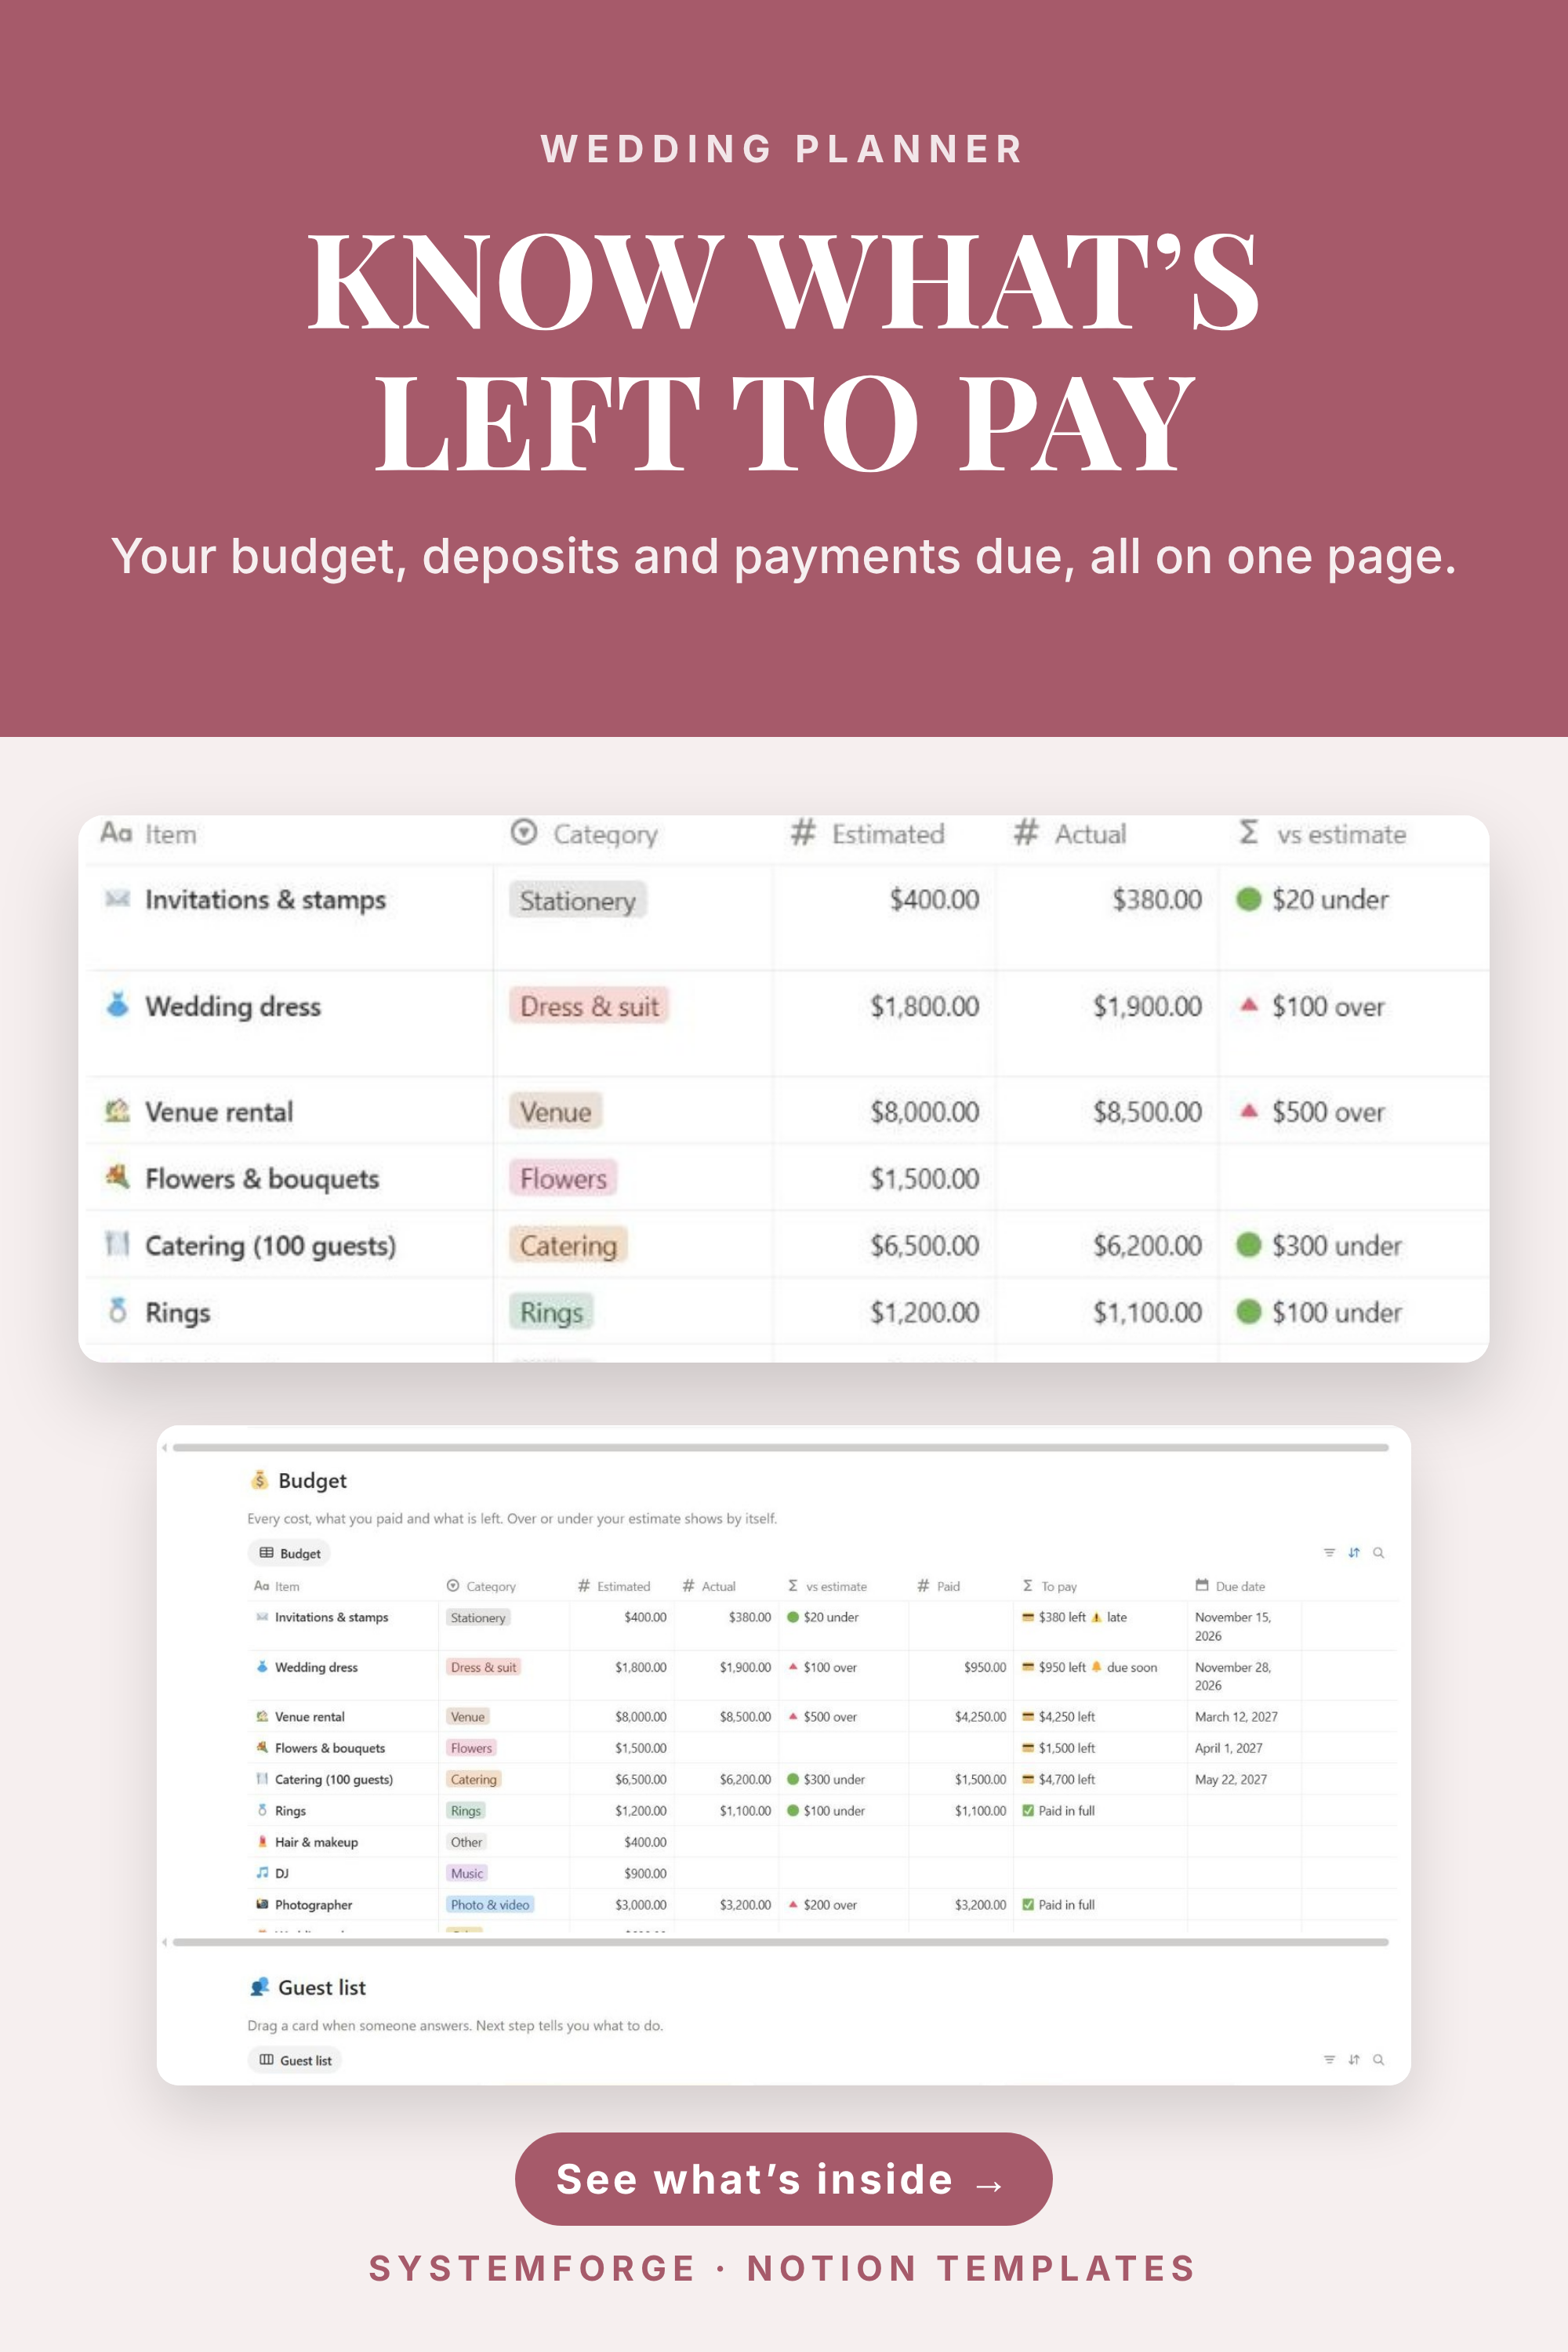 WEDDING PLANNER
KNOW WHAT’S
LEFT TO PAY
Your budget, deposits and payments due, all on one page.
Aa Item Category # Estimated # Actual Σ vs estimate
Invitations & stamps Stationery $400.00 $380.00 $20 under
Wedding dress Dress & suit $1,800.00 $1,900.00 $100 over
Venue rental Venue $8,000.00 $8,500.00 $500 over
Flowers & bouquets Flowers $1,500.00
Catering (100 guests) Catering $6,500.00 $6,200.00 $300 under
Rings Rings $1,200.00 $1,100.00 $100 under
Budget
Every cost, what you paid and what is left. Over or under your estimate shows by itself.
Budget
Aa Item Category # Estimated # Actual Σ vs estimate # Paid Σ To pay Due date
Invitations & stamps Stationery $400.00 $380.00 $20 under $380 left late November 15,
2026
Wedding dress Dress & suit $1,800.00 $1,900.00 $100 over $950.00 $950 left due soon November 28,
2026
Venue rental Venue $8,000.00 $8,500.00 $500 over $4,250.00 $4,250 left March 12, 2027
Flowers & bouquets Flowers $1,500.00 $1,500 left April 1, 2027
Catering (100 guests) Catering $6,500.00 $6,200.00 $300 under $1,500.00 $4,700 left May 22, 2027
Rings Rings $1,200.00 $1,100.00 $100 under $1,100.00 Paid in full
Hair & makeup Other $400.00
DJ Music $900.00
Photographer Photo & video $3,000.00 $3,200.00 $200 over $3,200.00 Paid in full
Guest list
Drag a card when someone answers. Next step tells you what to do.
Guest list
See what’s inside →
SYSTEMFORGE · NOTION TEMPLATES